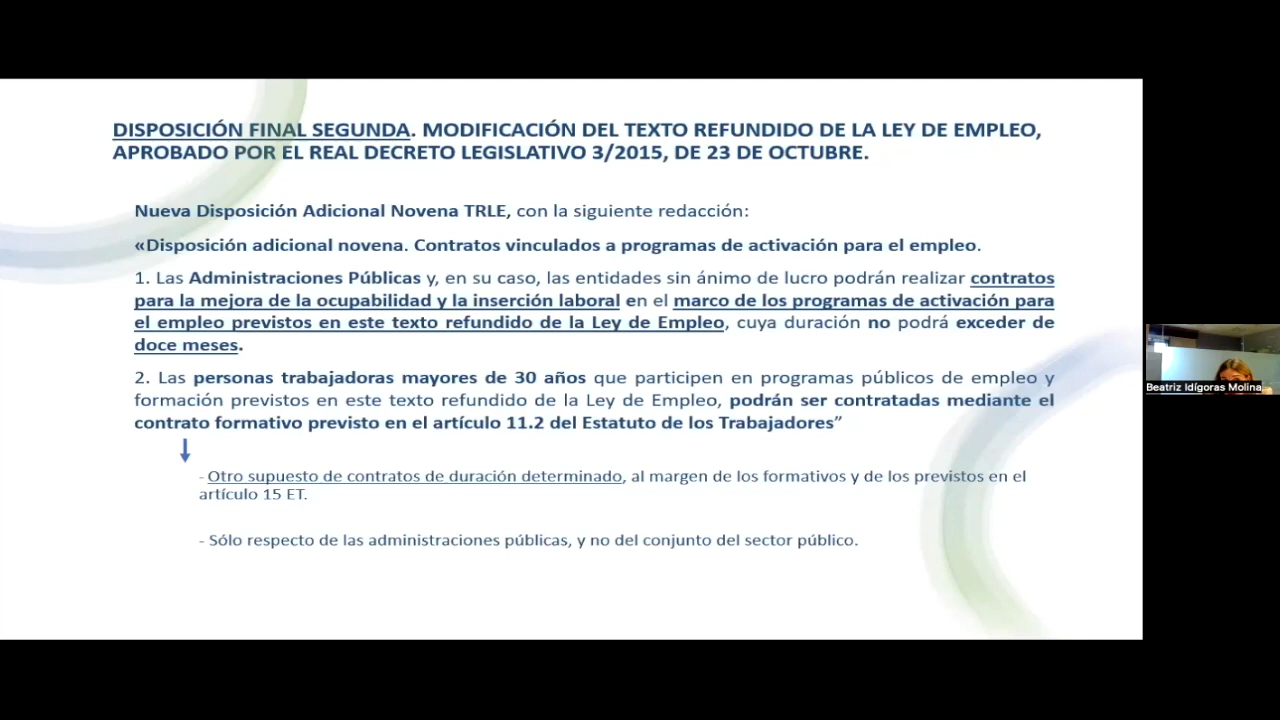 DISPOSICIÓN FINAL SEGUNDA. MODIFICACIÓN DEL TEXTO REFUNDIDO DE LA LEY DE EMPLEO,
APROBADO POR EL REAL DECRETO LEGISLATIVO 3/2015, DE 23 DE OCTUBRE.
Nueva Disposición Adicional Novena TRLE, con la siguiente redacción:
«Disposición adicional novena. Contratos vinculados a programas de activación para el empleo.
1. Las Administraciones Públicas y, en su caso, las entidades sin ánimo de lucro podrán realizar contratos
para la mejora de la ocupabilidad y la inserción laboral en el marco de los programas de activación para
el empleo previstos en este texto refundido de la Ley de Empleo, cuya duración no podrá exceder de
doce meses.
2. Las personas trabajadoras mayores de 30 años que participen en programas públicos de empleo y
formación previstos en este texto refundido de la Ley de Empleo, podrán ser contratadas mediante el
contrato formativo previsto en el artículo 11.2 del Estatuto de los Trabajadores”
- Otro supuesto de contratos de duración determinado, al margen de los formativos y de los previstos en el
artículo 15 ET.
- Sólo respecto de las administraciones públicas, y no del conjunto del sector público.
Beatriz Idígoras Molina